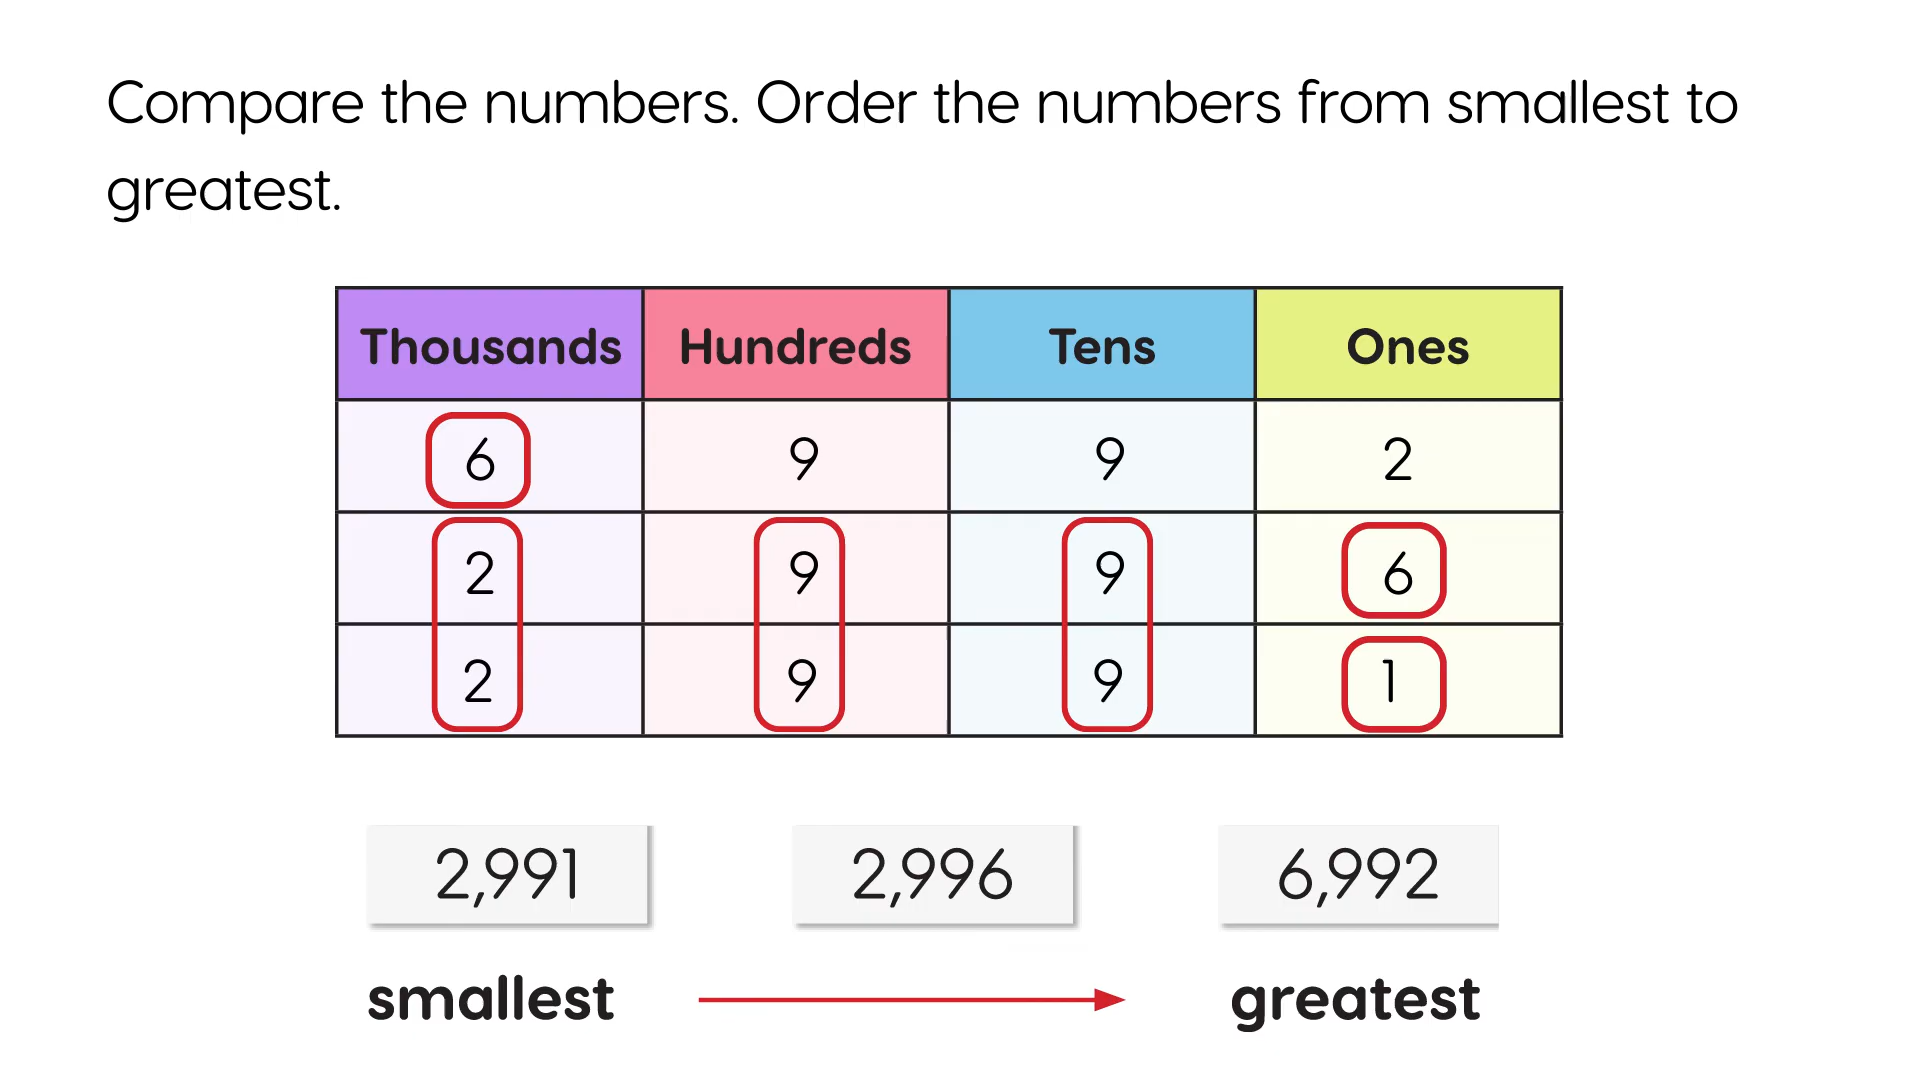 Compare the numbers. Order the numbers from smallest to
greatest.
Thousands Hundreds Tens Ones
6 9 9 2
2 9 9 6
2 9 9 1
2,991 2,996 6,992
smallest greatest